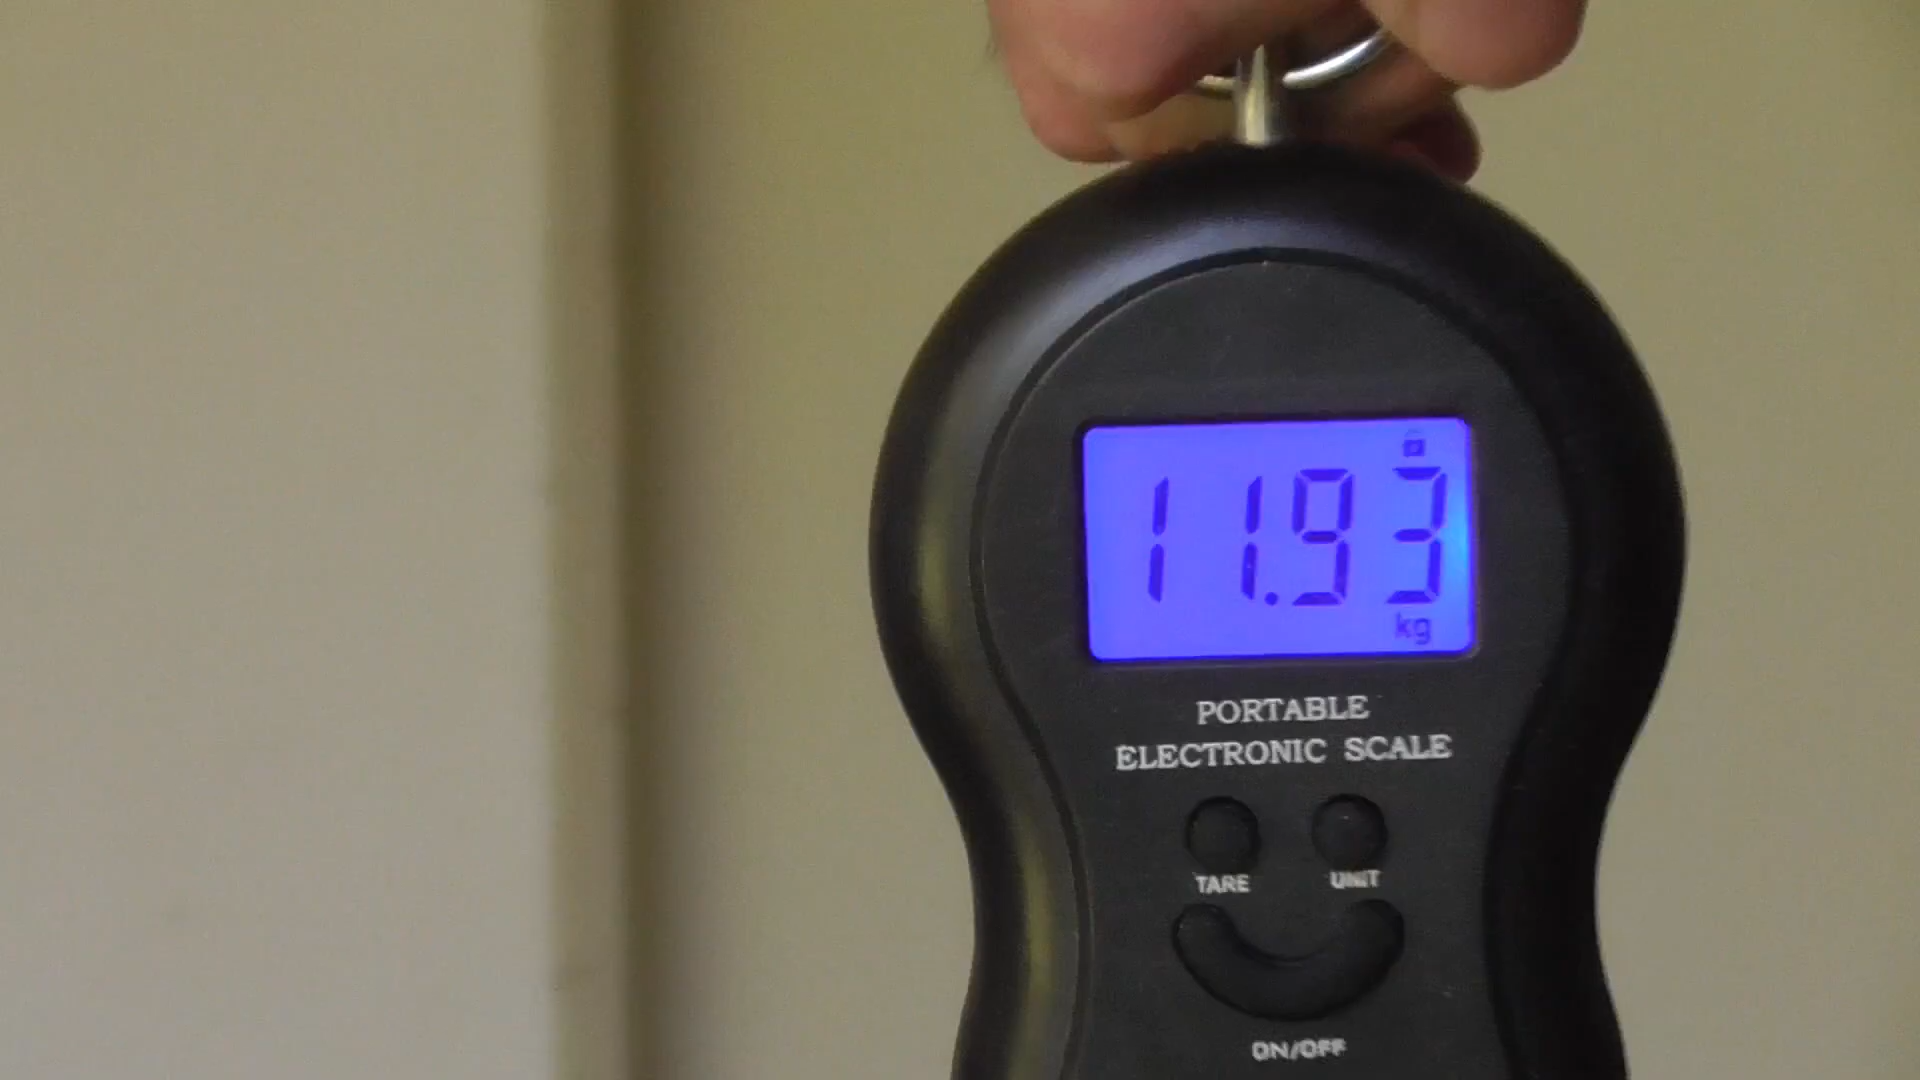 11.93
kg
PORTABLE
ELECTRONIC SCALE
TARE UNIT
ON/OFF